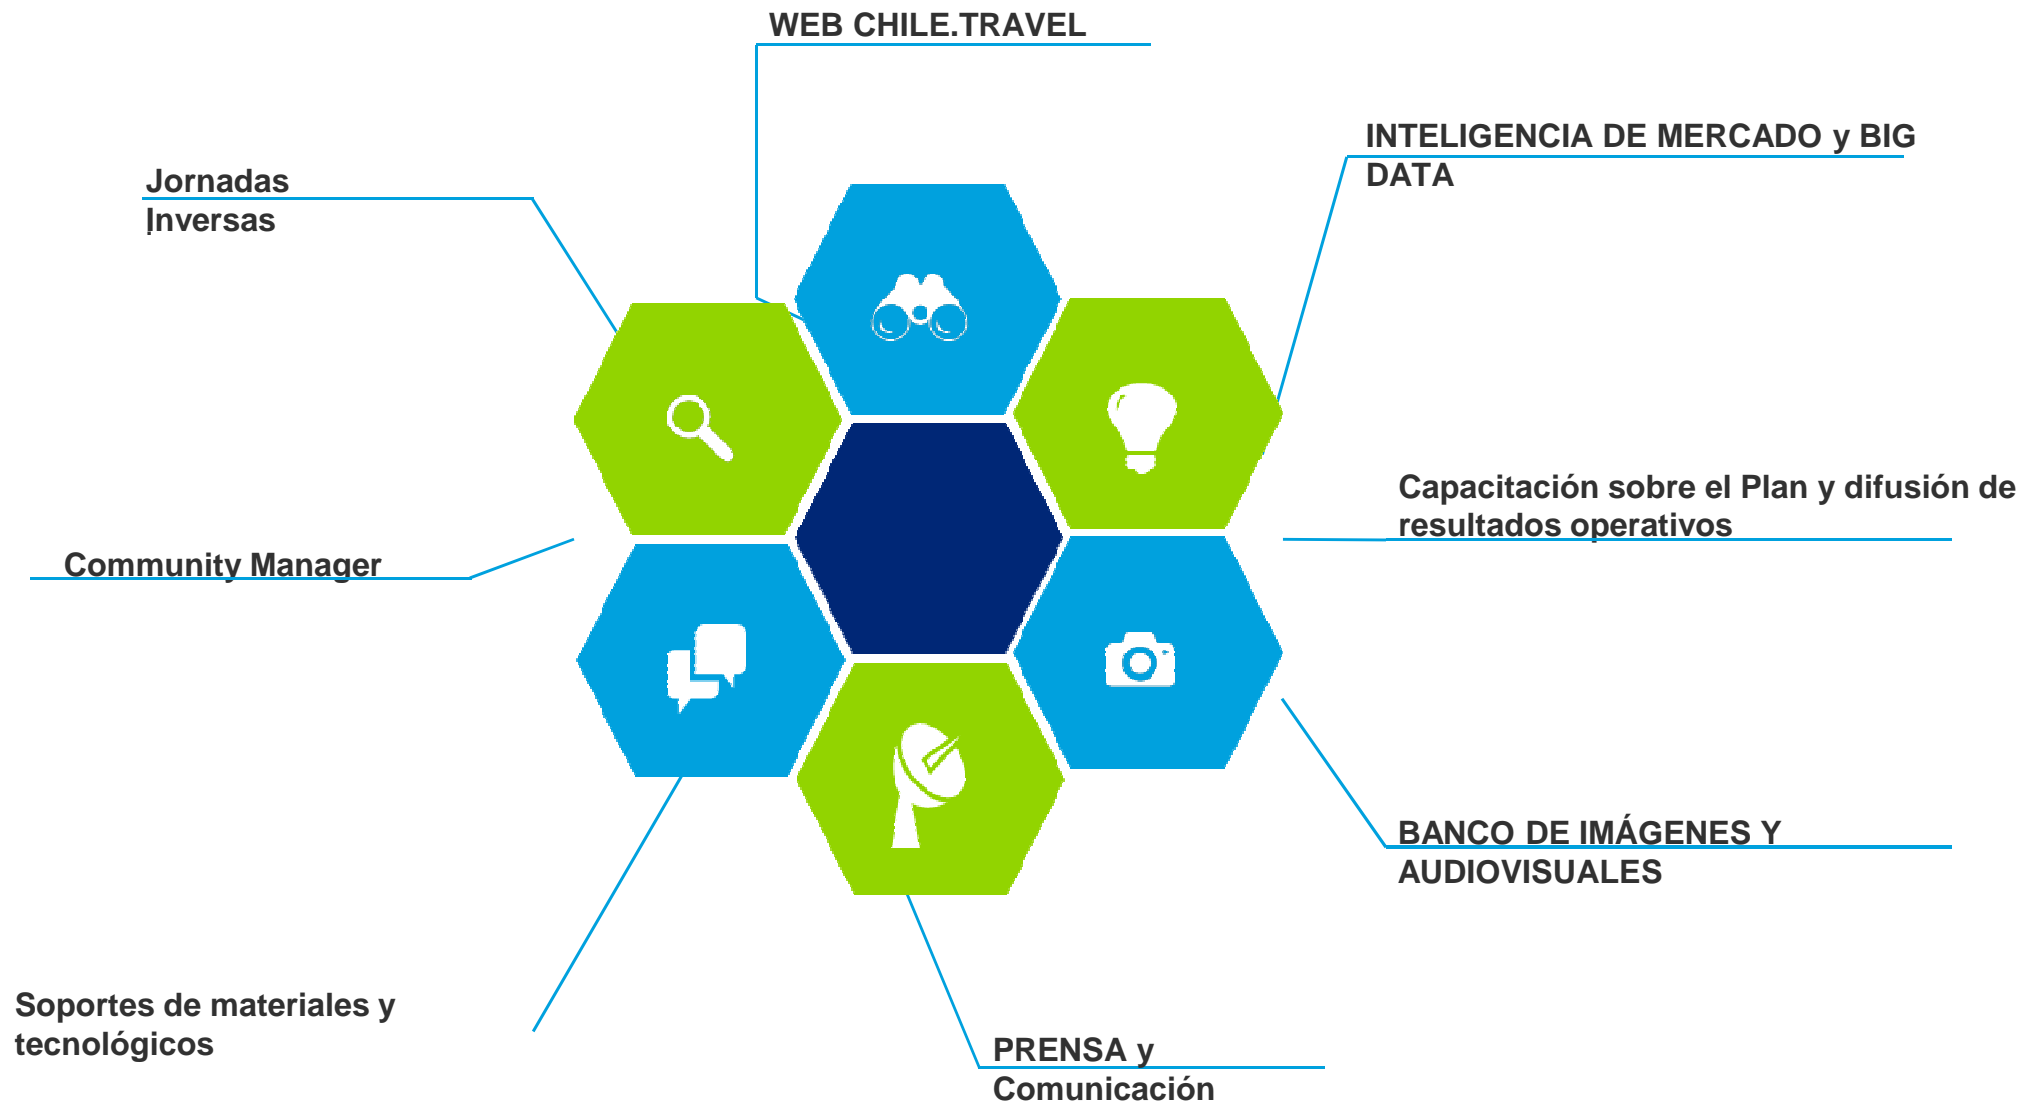 WEB CHILE.TRAVEL
INTELIGENCIA DE MERCADO y BIG
DATA
Jornadas
Inversas
Capacitación sobre el Plan y difusión de
resultados operativos
Community Manager
BANCO DE IMÁGENES Y
AUDIOVISUALES
Soportes de materiales y
tecnológicos
PRENSA y
Comunicación